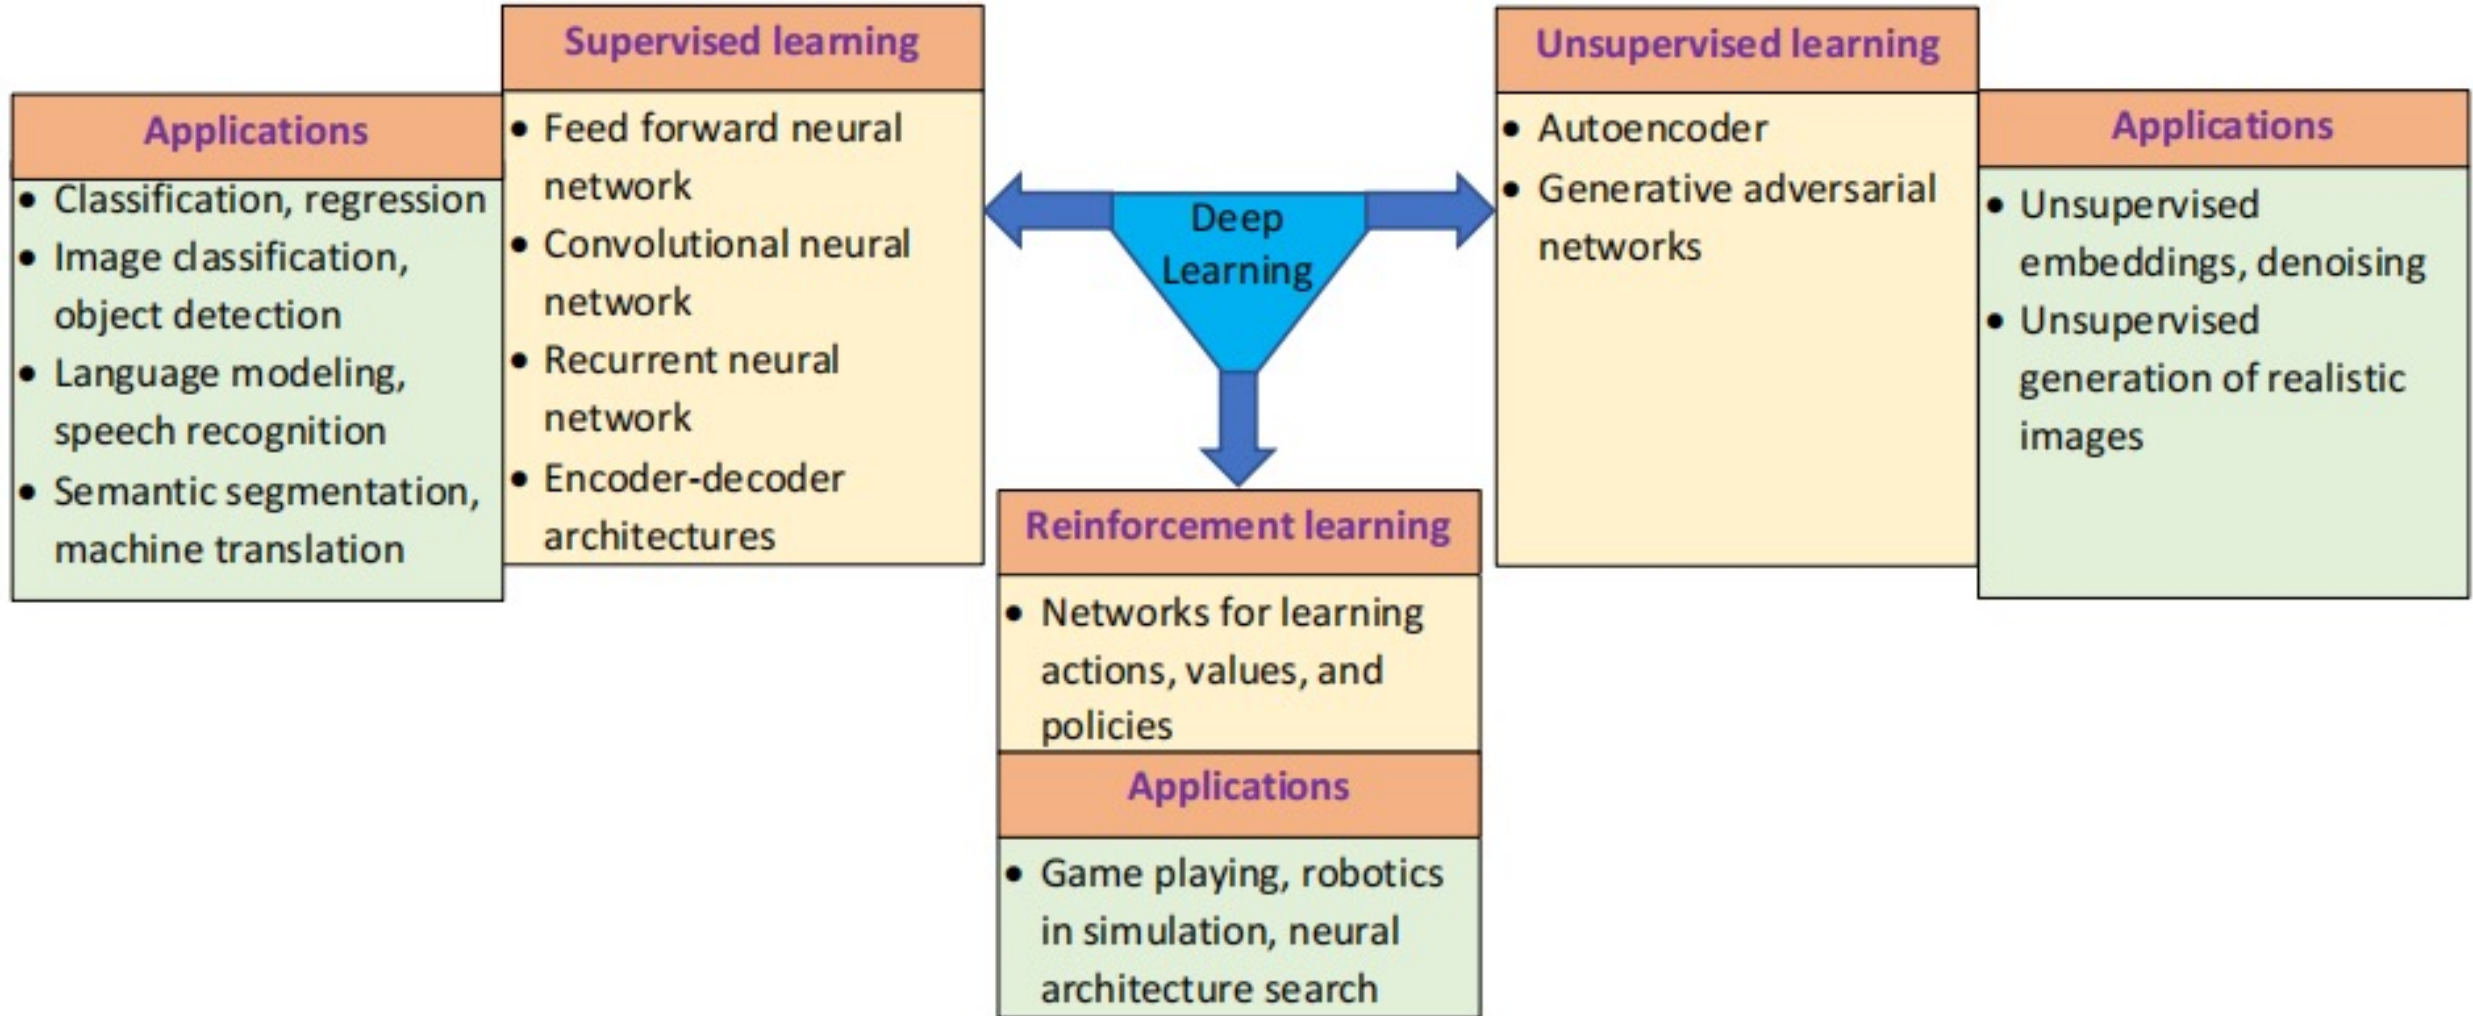 Supervised learning
Applications
Classification, regression
Image classification,
object detection
Language modeling,
speech recognition
Semantic segmentation,
machine translation
Feed forward neural
network
Convolutional neural
network
Recurrent neural
network
Encoder-decoder
architectures
Deep
Learning
Unsupervised learning
Autoencoder
Generative adversarial
networks
Applications
Unsupervised
embeddings, denoising
Unsupervised
generation of realistic
images
Reinforcement learning
Networks for learning
actions, values, and
policies
Applications
Game playing, robotics
in simulation, neural
architecture search